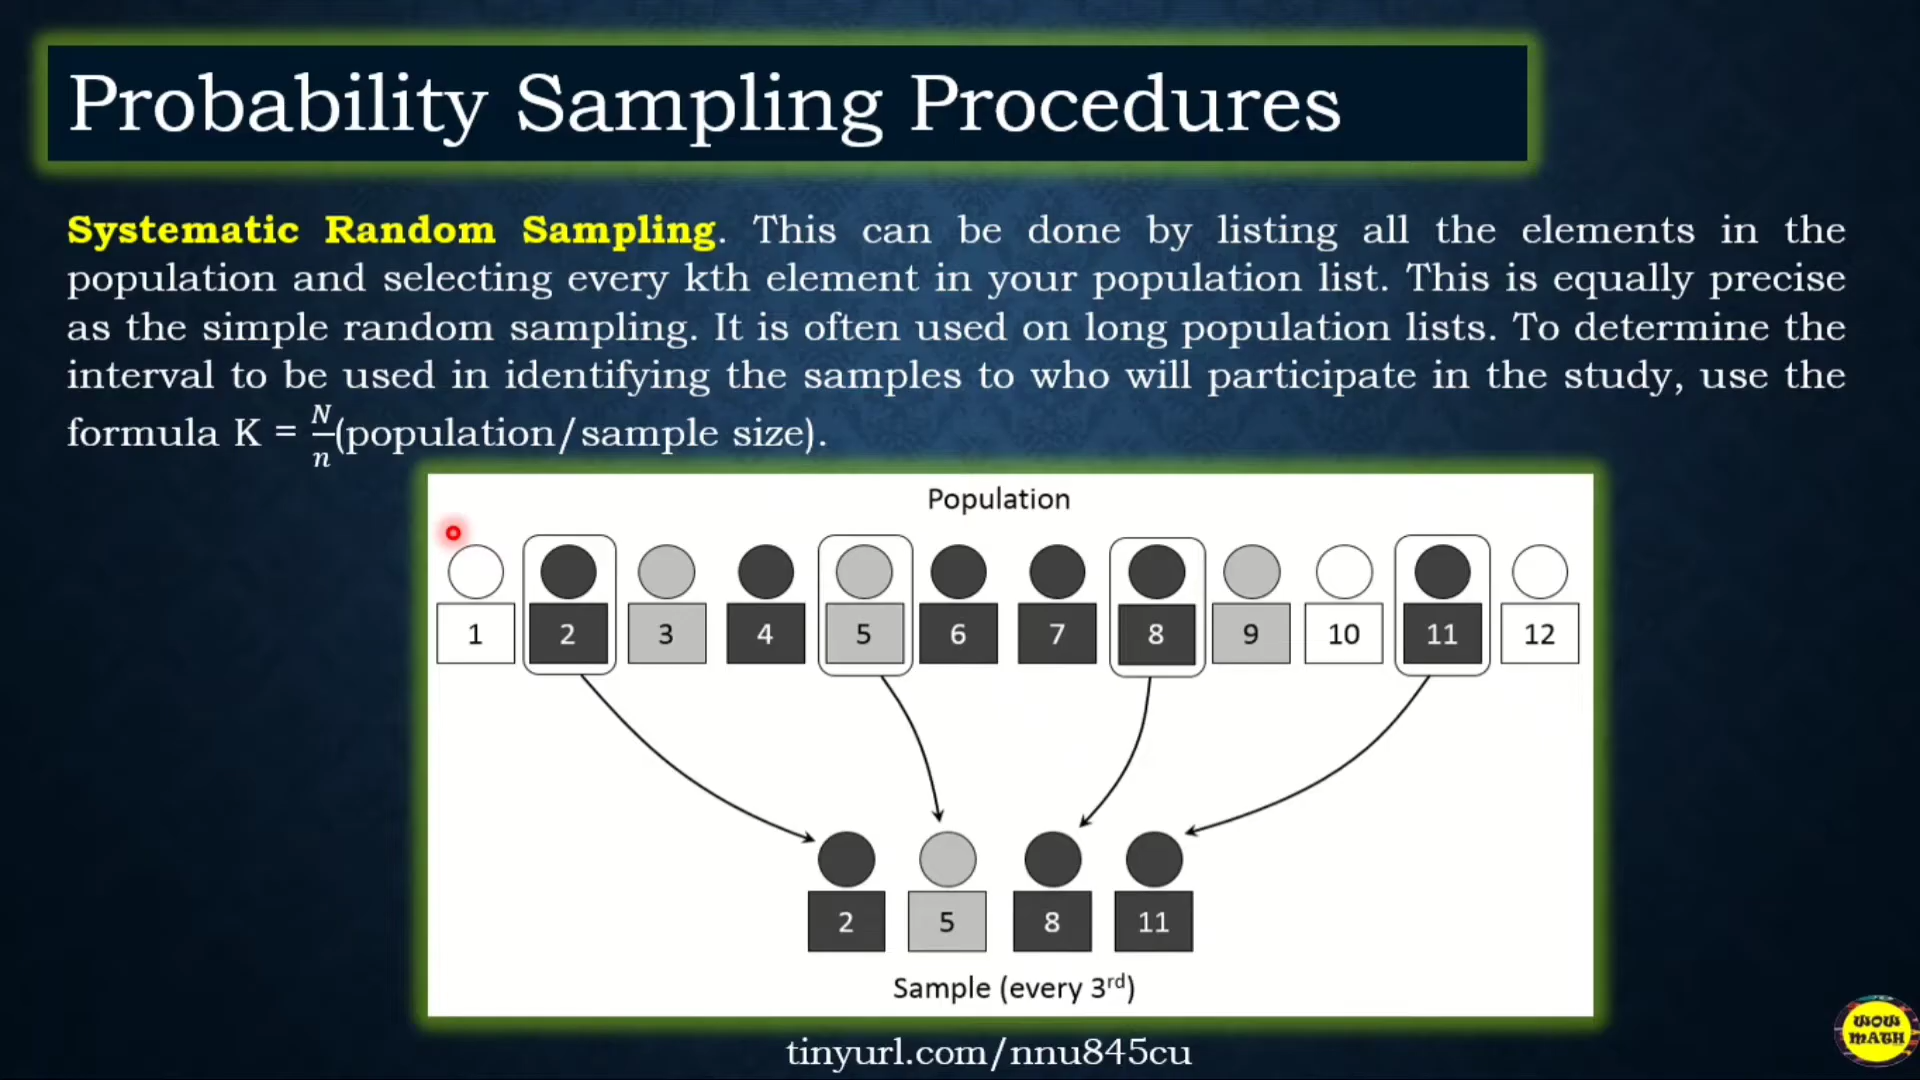 Probability Sampling Procedures
Systematic Random Sampling. This can be done by listing all the elements in the
population and selecting every kth element in your population list. This is equally precise
as the simple random sampling. It is often used on long population lists. To determine the
interval to be used in identifying the samples to who will participate in the study, use the
formula K = N/n(population/sample size).
Population
1 2 3 4 5 6 7 8 9 10 11 12
2 5 8 11
Sample (every 3rd)
tinyurl.com/nnu845cu
WOW
MATH